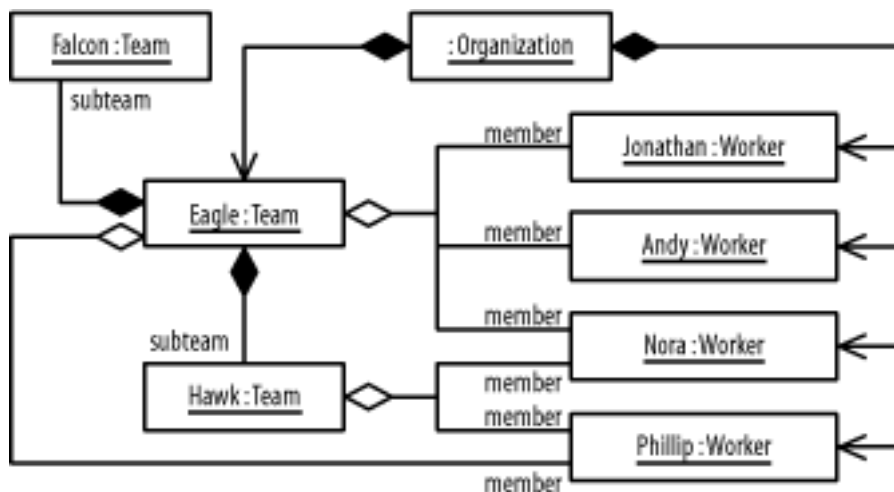 Falcon : Team
: Organization
subteam
member
Jonathan : Worker
Eagle : Team
member
Andy : Worker
member
subteam
Nora : Worker
Hawk : Team
member
member
Phillip : Worker
member